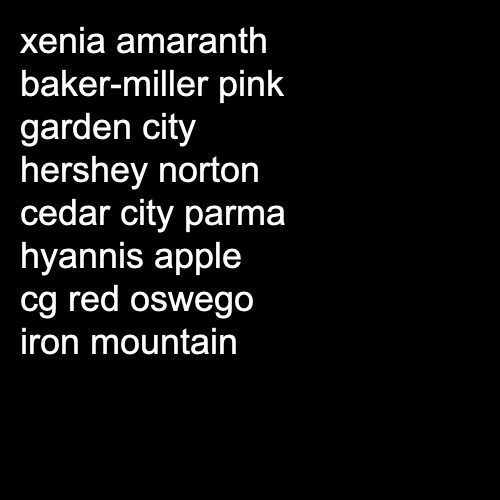 xenia amaranth
baker-miller pink
garden city
hershey norton
cedar city parma
hyannis apple
cg red oswego
iron mountain